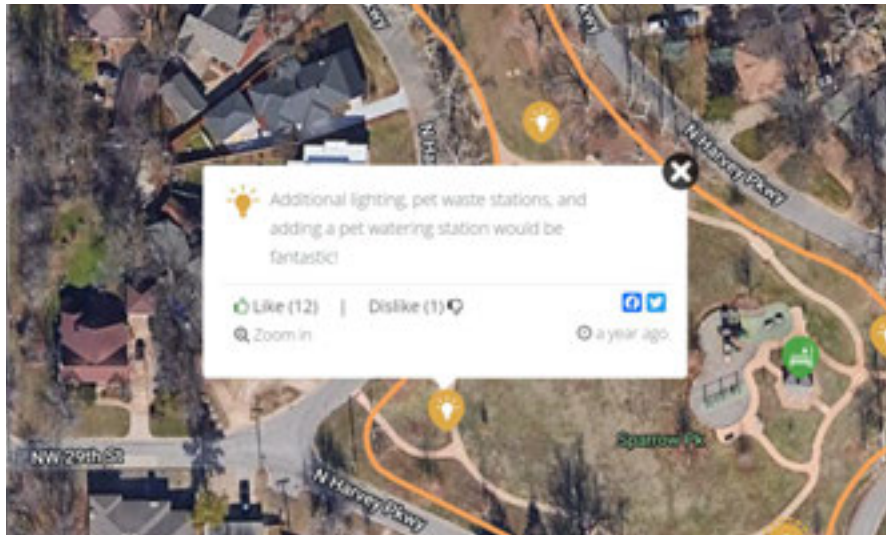 Pkwy
N Harvey Pkwy
Additional lighting, pet waste stations, and
adding a pet watering station would be
fantastic!
Like (12) | Dislike (1)
Zoom in
a year ago
Sparrow Pk
NW 29th St
N Harvey Pkwy